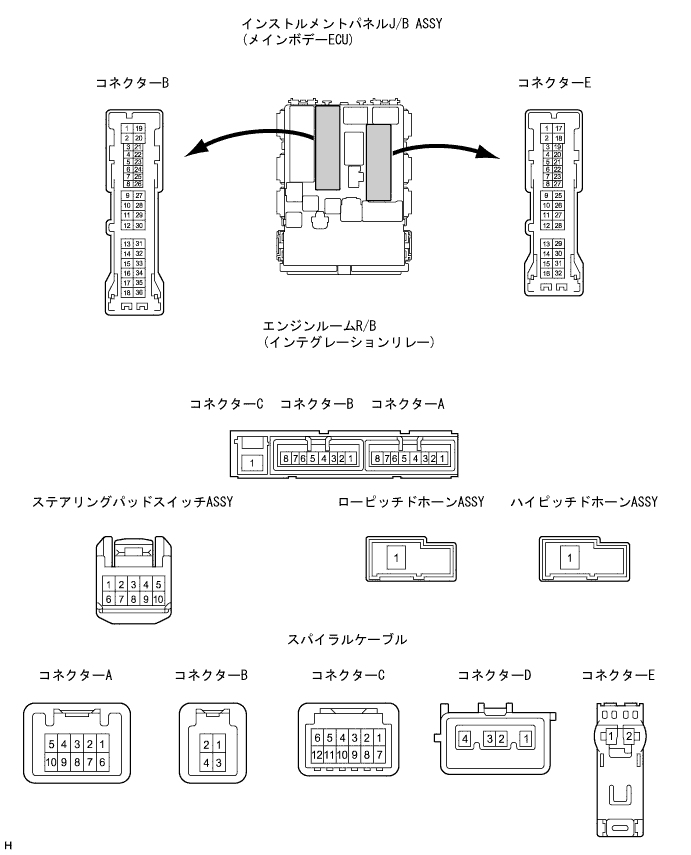 インストルメントパネルJ/B ASSY
(メインボデーECU)
コネクターB
コネクターE
1 19
2 20
3 21
4 22
5 23
6 24
7 25
8 26
9 27
10 28
11 29
12 30
13 31
14 32
15 33
16 34
17 35
18 36
1 17
2 18
3 19
4 20
5 21
6 22
7 23
8 27
9 25
10 26
11 27
12 28
13 29
14 30
15 31
16 32
エンジンルームR/B
(インテグレーションリレー)
コネクターC コネクターB コネクターA
1
8 7 6 5 4 3 2 1
8 7 6 5 4 3 2 1
ステアリングパッドスイッチASSY
ローピッチドホーンASSY
ハイピッチドホーンASSY
1 2 3 4 5
6 7 8 9 10
1
1
スパイラルケーブル
コネクターA
コネクターB
コネクターC
コネクターD
コネクターE
5 4 3 2 1
10 9 8 7 6
2 1
4 3
6 5 4 3 2 1
12 11 10 9 8 7
4 3 2 1
1 2
H